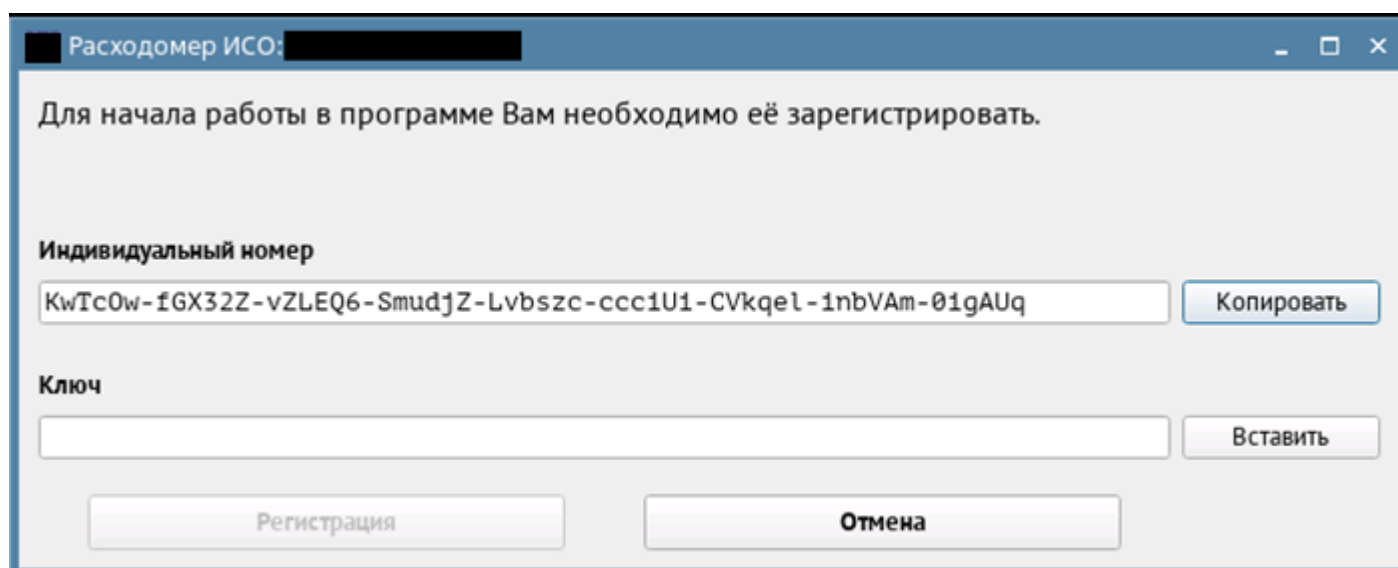 Расходомер ИСО:
Для начала работы в программе Вам необходимо её зарегистрировать.
Индивидуальный номер
KwTcOw-fGX32Z-vZLEQ6-SmudjZ-Lvbszc-ccc1U1-CVkqel-1nbVAm-01gAUq Копировать
Ключ
Вставить
Регистрация Отмена